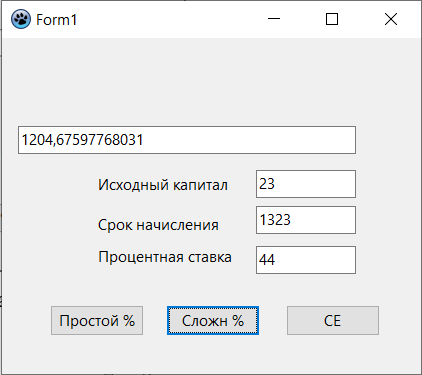 Form1
1204,67597768031
Исходный капитал 23
Срок начисления 1323
Процентная ставка 44
Простой % Сложн % CE